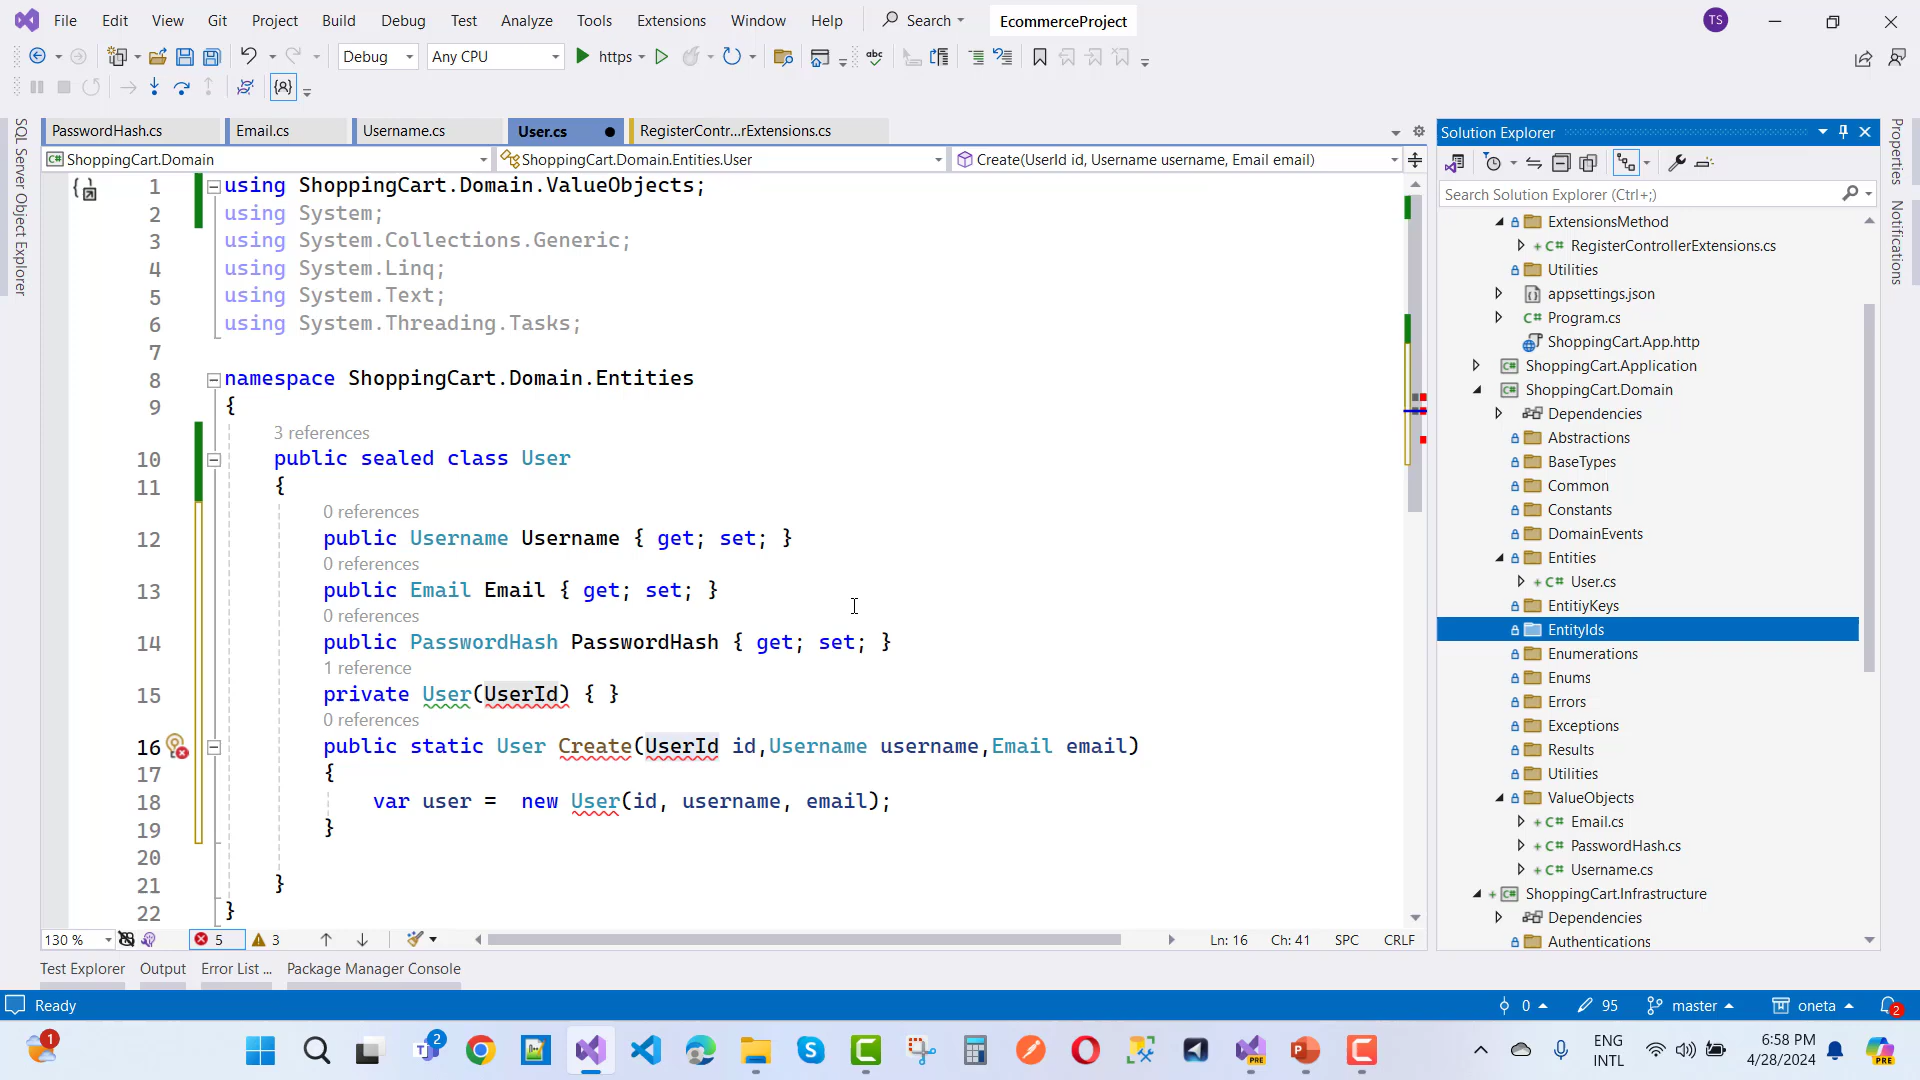 File Edit View Git Project Build Debug Test Analyze Tools Extensions Window Help Search EcommerceProject TS
Debug Any CPU https
PasswordHash.cs Email.cs Username.cs User.cs RegisterContr...rExtensions.cs
ShoppingCart.Domain ShoppingCart.Domain.Entities.User Create(UserId id, Username username, Email email)
SQL Server Object Explorer
1 using ShoppingCart.Domain.ValueObjects;
2 using System;
3 using System.Collections.Generic;
4 using System.Linq;
5 using System.Text;
6 using System.Threading.Tasks;
7
8 namespace ShoppingCart.Domain.Entities
9 {
3 references
10 public sealed class User
11 {
0 references
12 public Username Username { get; set; }
0 references
13 public Email Email { get; set; }
0 references
14 public PasswordHash PasswordHash { get; set; }
1 reference
15 private User(UserId) { }
0 references
16 public static User Create(UserId id,Username username,Email email)
17 {
18 var user =  new User(id, username, email);
19 }
20
21 }
22 }
130 % 5 3 Ln: 16 Ch: 41 SPC CRLF
Test Explorer Output Error List ... Package Manager Console
Solution Explorer
Search Solution Explorer (Ctrl+;)
ExtensionsMethod
RegisterControllerExtensions.cs
Utilities
appsettings.json
Program.cs
ShoppingCart.App.http
ShoppingCart.Application
ShoppingCart.Domain
Dependencies
Abstractions
BaseTypes
Common
Constants
DomainEvents
Entities
User.cs
EntitiyKeys
EntityIds
Enumerations
Enums
Errors
Exceptions
Results
Utilities
ValueObjects
Email.cs
PasswordHash.cs
Username.cs
ShoppingCart.Infrastructure
Dependencies
Authentications
Properties
Notifications
Ready 0 95 master oneta 2
1 2 PRE ENG
INTL
6:58 PM
4/28/2024
PRE